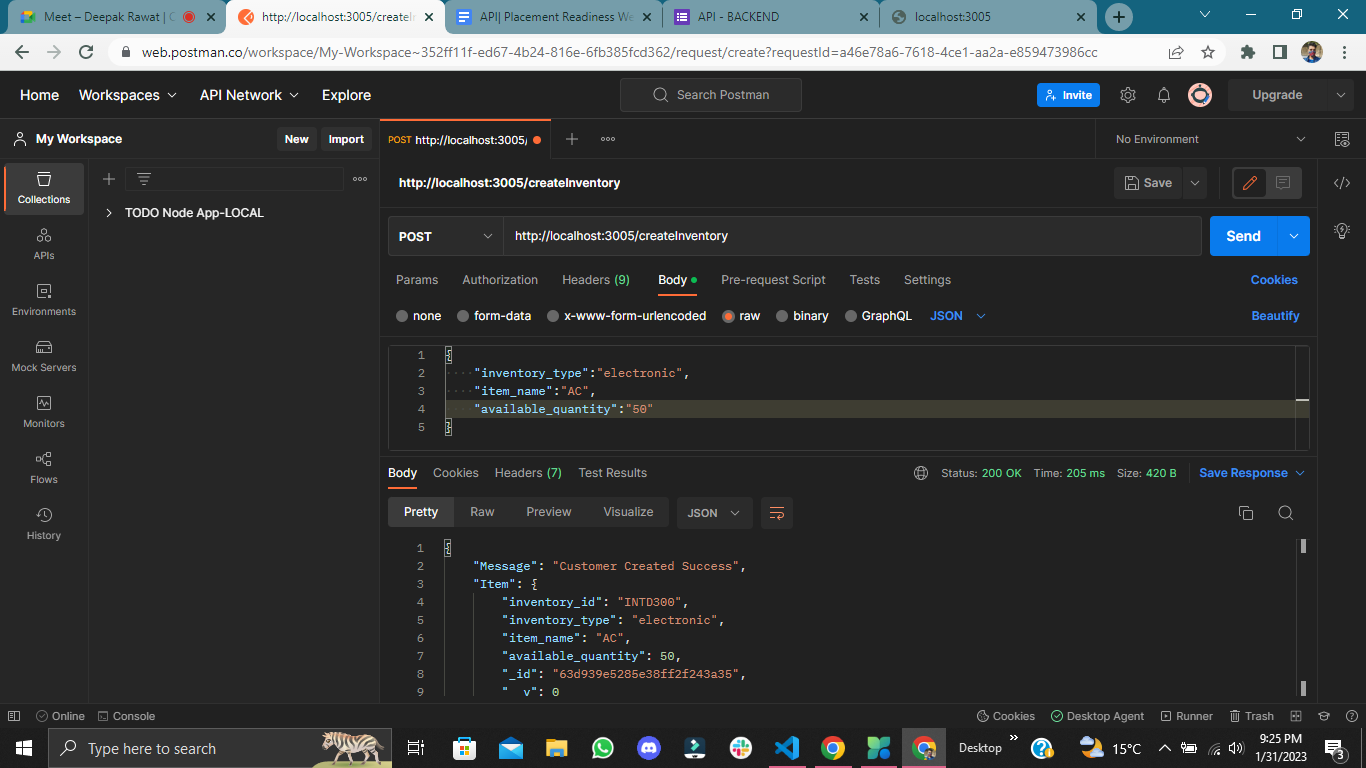 Meet – Deepak Rawat | C
http://localhost:3005/createIn
API| Placement Readiness We
API - BACKEND
localhost:3005
web.postman.co/workspace/My-Workspace~352ff11f-ed67-4b24-816e-6fb385fcd362/request/create?requestId=a46e78a6-7618-4ce1-aa2a-e859473986cc
Home Workspaces API Network Explore Search Postman Invite Upgrade
My Workspace New Import POST http://localhost:3005/ No Environment
http://localhost:3005/createInventory Save
Collections
TODO Node App-LOCAL
APIs
Environments
Mock Servers
Monitors
Flows
History
POST http://localhost:3005/createInventory Send
Params Authorization Headers (9) Body Pre-request Script Tests Settings Cookies
none form-data x-www-form-urlencoded raw binary GraphQL JSON Beautify
1 {
2 "inventory_type":"electronic",
3 "item_name":"AC",
4 "available_quantity":"50"
5 }
Body Cookies Headers (7) Test Results Status: 200 OK Time: 205 ms Size: 420 B Save Response
Pretty Raw Preview Visualize JSON
1 {
2 "Message": "Customer Created Success",
3 "Item": {
4 "inventory_id": "INTD300",
5 "inventory_type": "electronic",
6 "item_name": "AC",
7 "available_quantity": 50,
8 "_id": "63d939e5285e38ff2f243a35",
9 "__v": 0
Online Console Cookies Desktop Agent Runner Trash
Type here to search Desktop 15°C
9:25 PM
1/31/2023
3